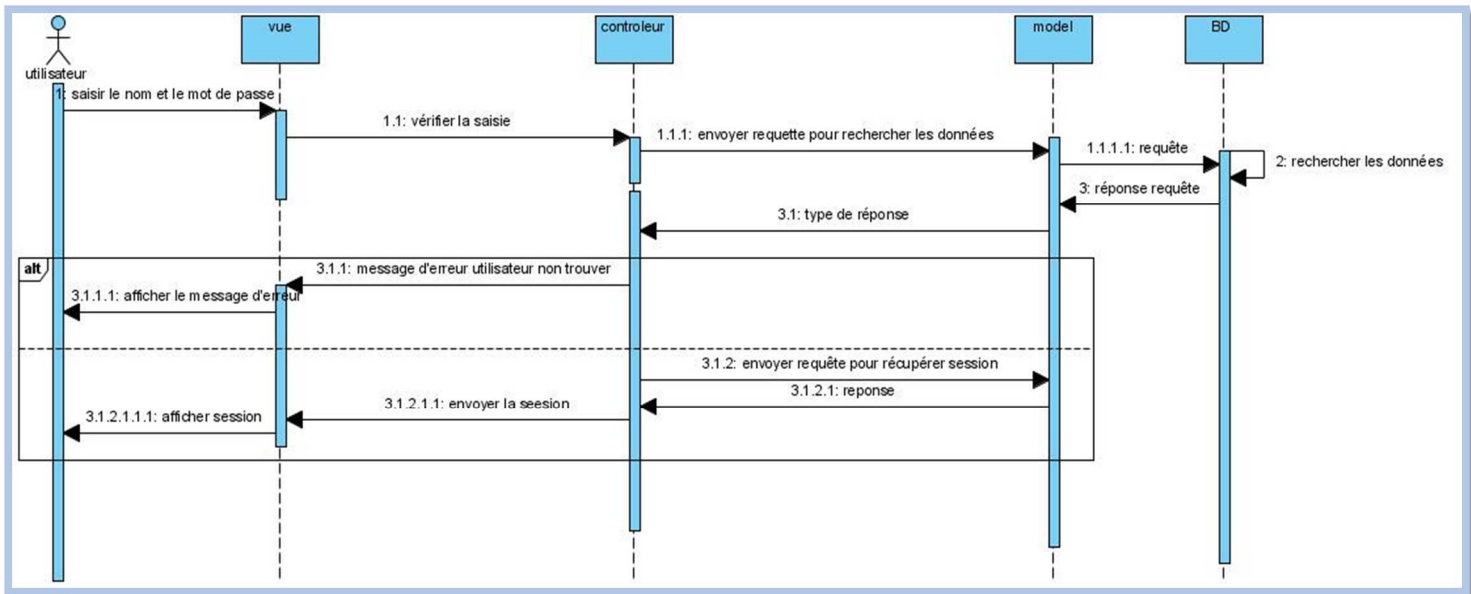 vue
controleur
model
BD
utilisateur
1: saisir le nom et le mot de passe
1.1: vérifier la saisie
1.1.1: envoyer requette pour rechercher les données
1.1.1.1: requête
2: rechercher les données
3: réponse requête
3.1: type de réponse
alt
3.1.1: message d'erreur utilisateur non trouver
3.1.1.1: afficher le message d'erreur
3.1.2: envoyer requête pour récupérer session
3.1.2.1: reponse
3.1.2.1.1: envoyer la seesion
3.1.2.1.1.1: afficher session